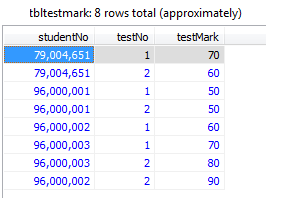 tbltestmark: 8 rows total (approximately)
studentNo testNo testMark
79,004,651 1 70
79,004,651 2 60
96,000,001 1 50
96,000,001 2 50
96,000,002 1 60
96,000,003 1 70
96,000,003 2 80
96,000,002 2 90